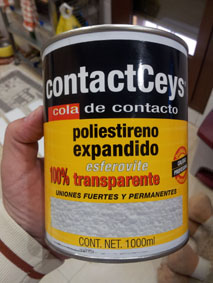 contactCeys
cola de contacto
poliestireno
expandido
esferovite
100% transparente
UNIONES FUERTES Y PERMANENTES
CONT. NET. 1000ml